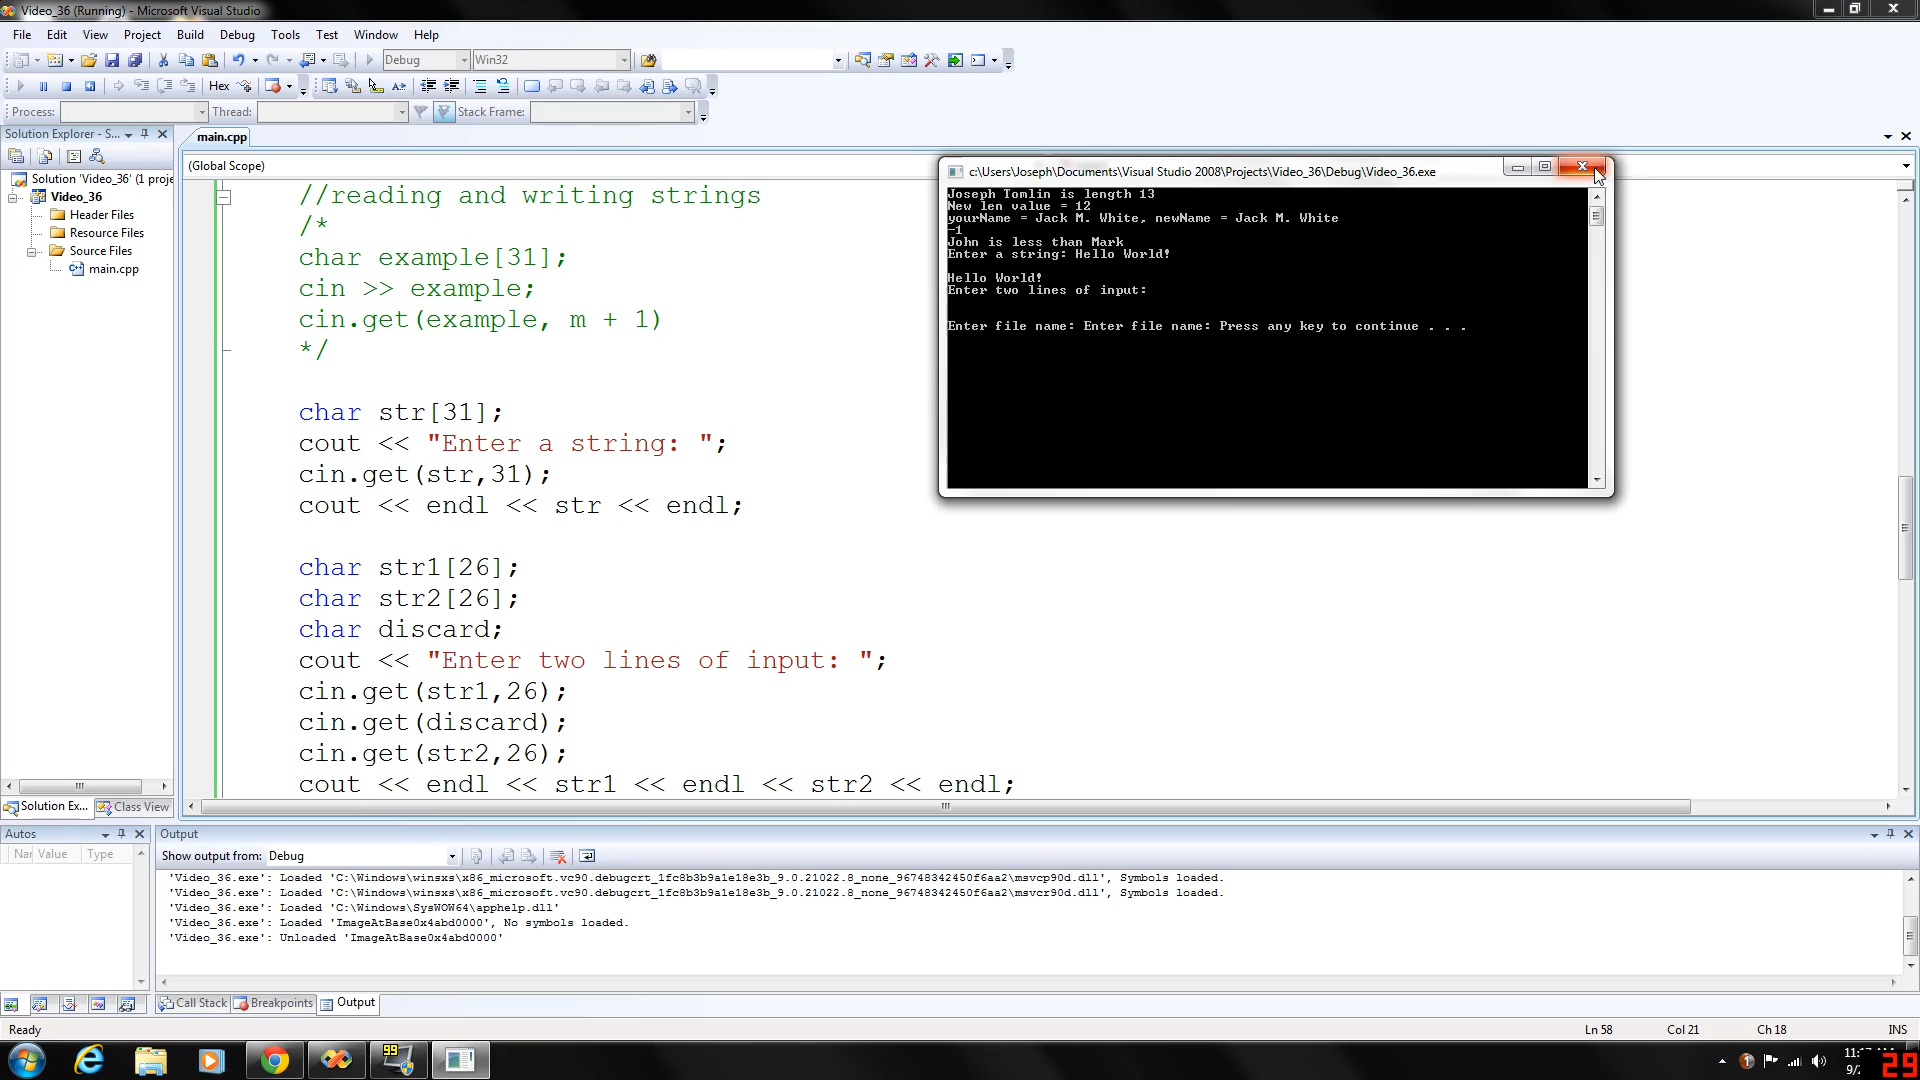 Video_36 (Running) - Microsoft Visual Studio
File Edit View Project Build Debug Tools Test Window Help
Debug Win32
Hex
Process: Thread: Stack Frame:
Solution Explorer - S...
main.cpp
(Global Scope)
Solution 'Video_36' (1 proje
Video_36
Header Files
Resource Files
Source Files
main.cpp
//reading and writing strings
/*
char example[31];
cin >> example;
cin.get(example, m + 1)
*/
char str[31];
cout << "Enter a string: ";
cin.get(str,31);
cout << endl << str << endl;
char str1[26];
char str2[26];
char discard;
cout << "Enter two lines of input: ";
cin.get(str1,26);
cin.get(discard);
cin.get(str2,26);
cout << endl << str1 << endl << str2 << endl;
c:\Users\Joseph\Documents\Visual Studio 2008\Projects\Video_36\Debug\Video_36.exe
Joseph Tomlin is length 13
New len value = 12
yourName = Jack M. White, newName = Jack M. White
-1
John is less than Mark
Enter a string: Hello World!
Hello World!
Enter two lines of input:
Enter file name: Enter file name: Press any key to continue . . .
Solution Ex... Class View
Autos
Nar Value Type
Output
Show output from: Debug
'Video_36.exe': Loaded 'C:\Windows\winsxs\x86_microsoft.vc90.debugcrt_1fc8b3b9a1e18e3b_9.0.21022.8_none_96748342450f6aa2\msvcp90d.dll', Symbols loaded.
'Video_36.exe': Loaded 'C:\Windows\winsxs\x86_microsoft.vc90.debugcrt_1fc8b3b9a1e18e3b_9.0.21022.8_none_96748342450f6aa2\msvcr90d.dll', Symbols loaded.
'Video_36.exe': Loaded 'C:\Windows\SysWOW64\apphelp.dll'
'Video_36.exe': Loaded 'ImageAtBase0x4abd0000', No symbols loaded.
'Video_36.exe': Unloaded 'ImageAtBase0x4abd0000'
Call Stack Breakpoints Output
Ready Ln 58 Col 21 Ch 18 INS
99
29